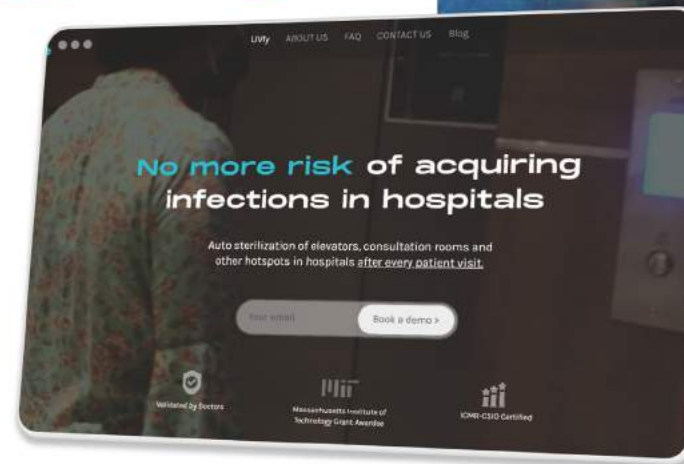 UVfy ABOUT US FAQ CONTACT US Blog
No more risk of acquiring
infections in hospitals
Auto sterilization of elevators, consultation rooms and
other hotspots in hospitals after every patient visit.
Your email
Book a demo >
Validated by Doctors
MiT
Massachusetts Institute of
Technology Grant Awardee
ICMR-CSIO Certified